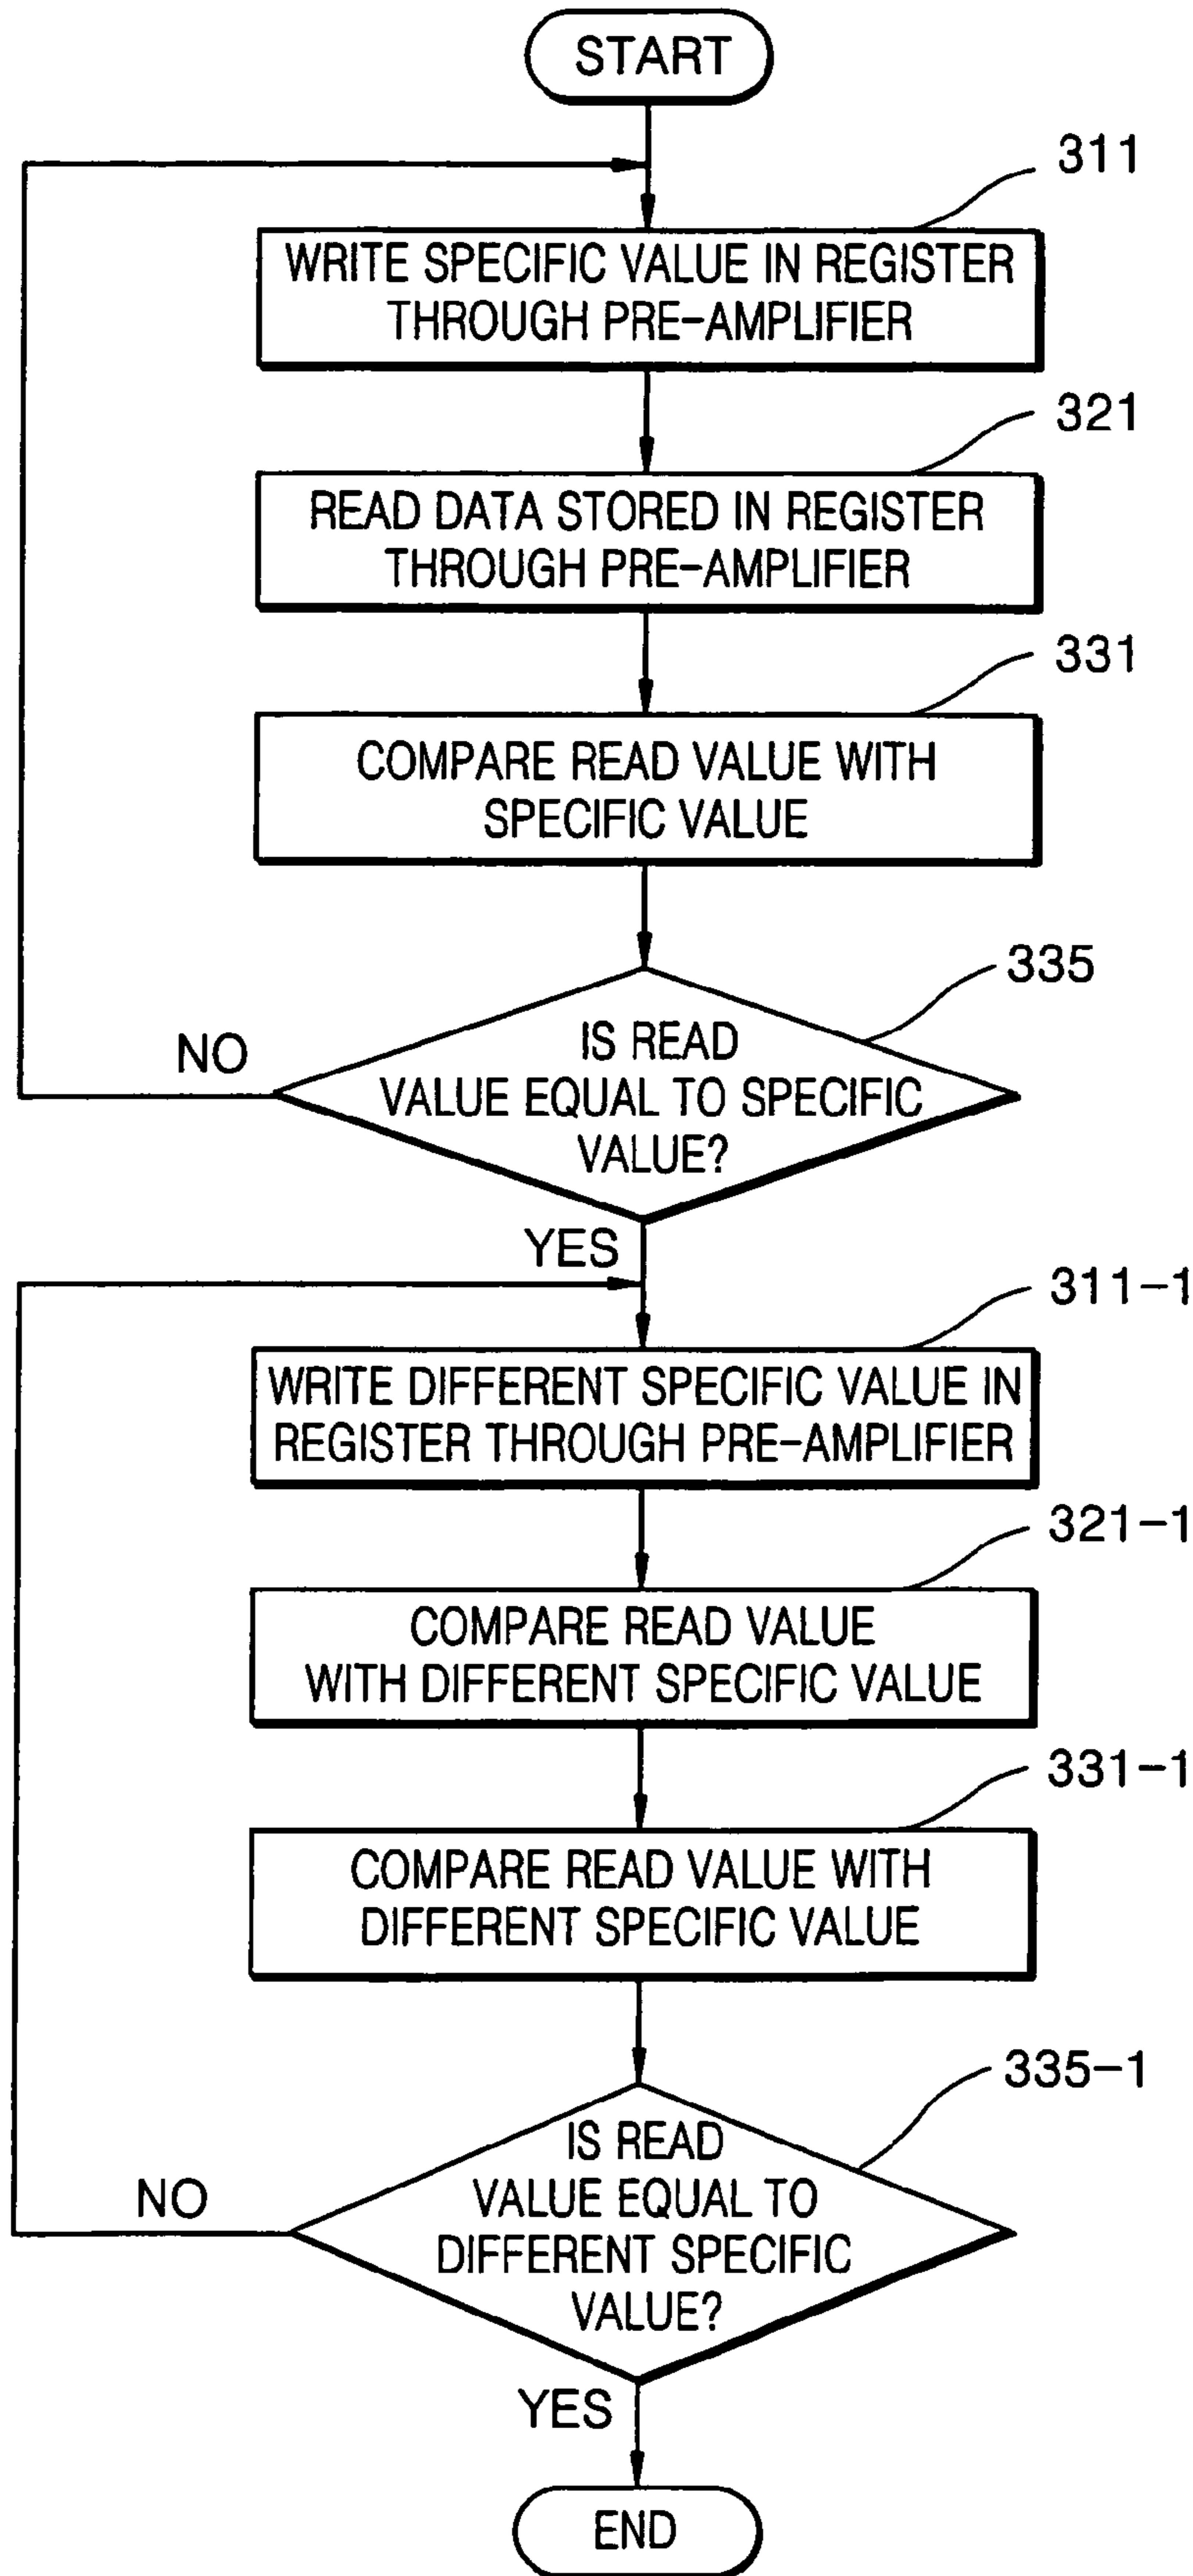 START
311
WRITE SPECIFIC VALUE IN REGISTER
THROUGH PRE-AMPLIFIER
321
READ DATA STORED IN REGISTER
THROUGH PRE-AMPLIFIER
331
COMPARE READ VALUE WITH
SPECIFIC VALUE
335
IS READ
VALUE EQUAL TO SPECIFIC
VALUE?
NO
YES
311-1
WRITE DIFFERENT SPECIFIC VALUE IN
REGISTER THROUGH PRE-AMPLIFIER
321-1
COMPARE READ VALUE
WITH DIFFERENT SPECIFIC VALUE
331-1
COMPARE READ VALUE WITH
DIFFERENT SPECIFIC VALUE
335-1
IS READ
VALUE EQUAL TO
DIFFERENT SPECIFIC
VALUE?
NO
YES
END